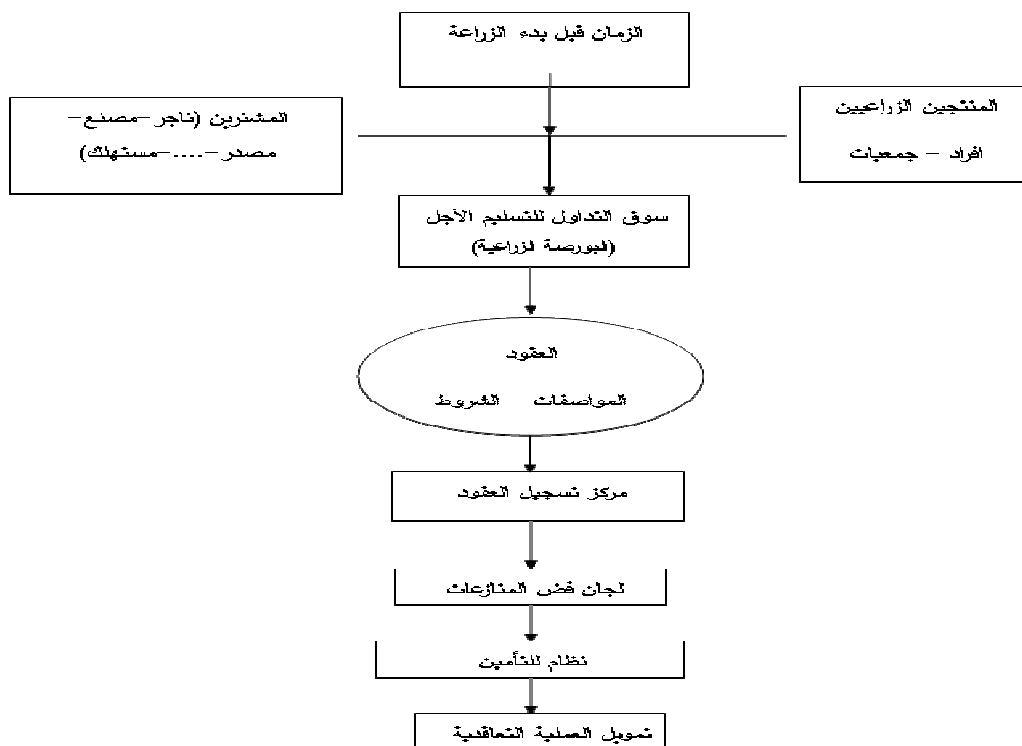 الزمان قبل بدء الزراعة
المنتجين الزراعيين
افراد - جمعيات
المشترين (تاجر-مصنع-
مصدر-....-مستهلك)
سوق التداول للتسليم الآجل
(البورصة الزراعية)
العقود
المواصفات الشروط
مركز تسجيل العقود
لجان فض المنازعات
نظام للتأمين
تمويل العملية التعاقدية